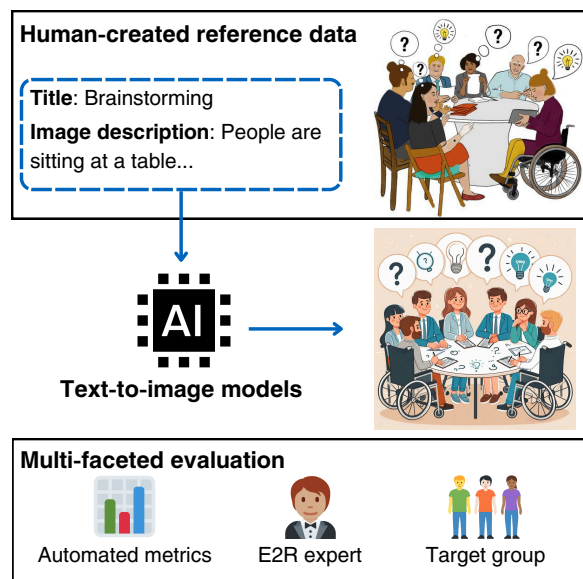 Human-created reference data
Title: Brainstorming
Image description: People are
sitting at a table...
? ? ? ?
AI
? ? ?
Text-to-image models
Multi-faceted evaluation
Automated metrics E2R expert Target group